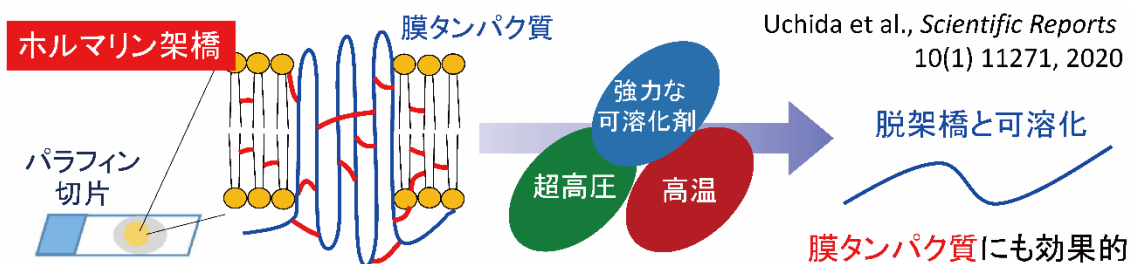 ホルマリン架橋
パラフィン
切片
膜タンパク質
強力な
可溶化剤
超高圧
高温
Uchida et al., Scientific Reports
10(1) 11271, 2020
脱架橋と可溶化
膜タンパク質にも効果的